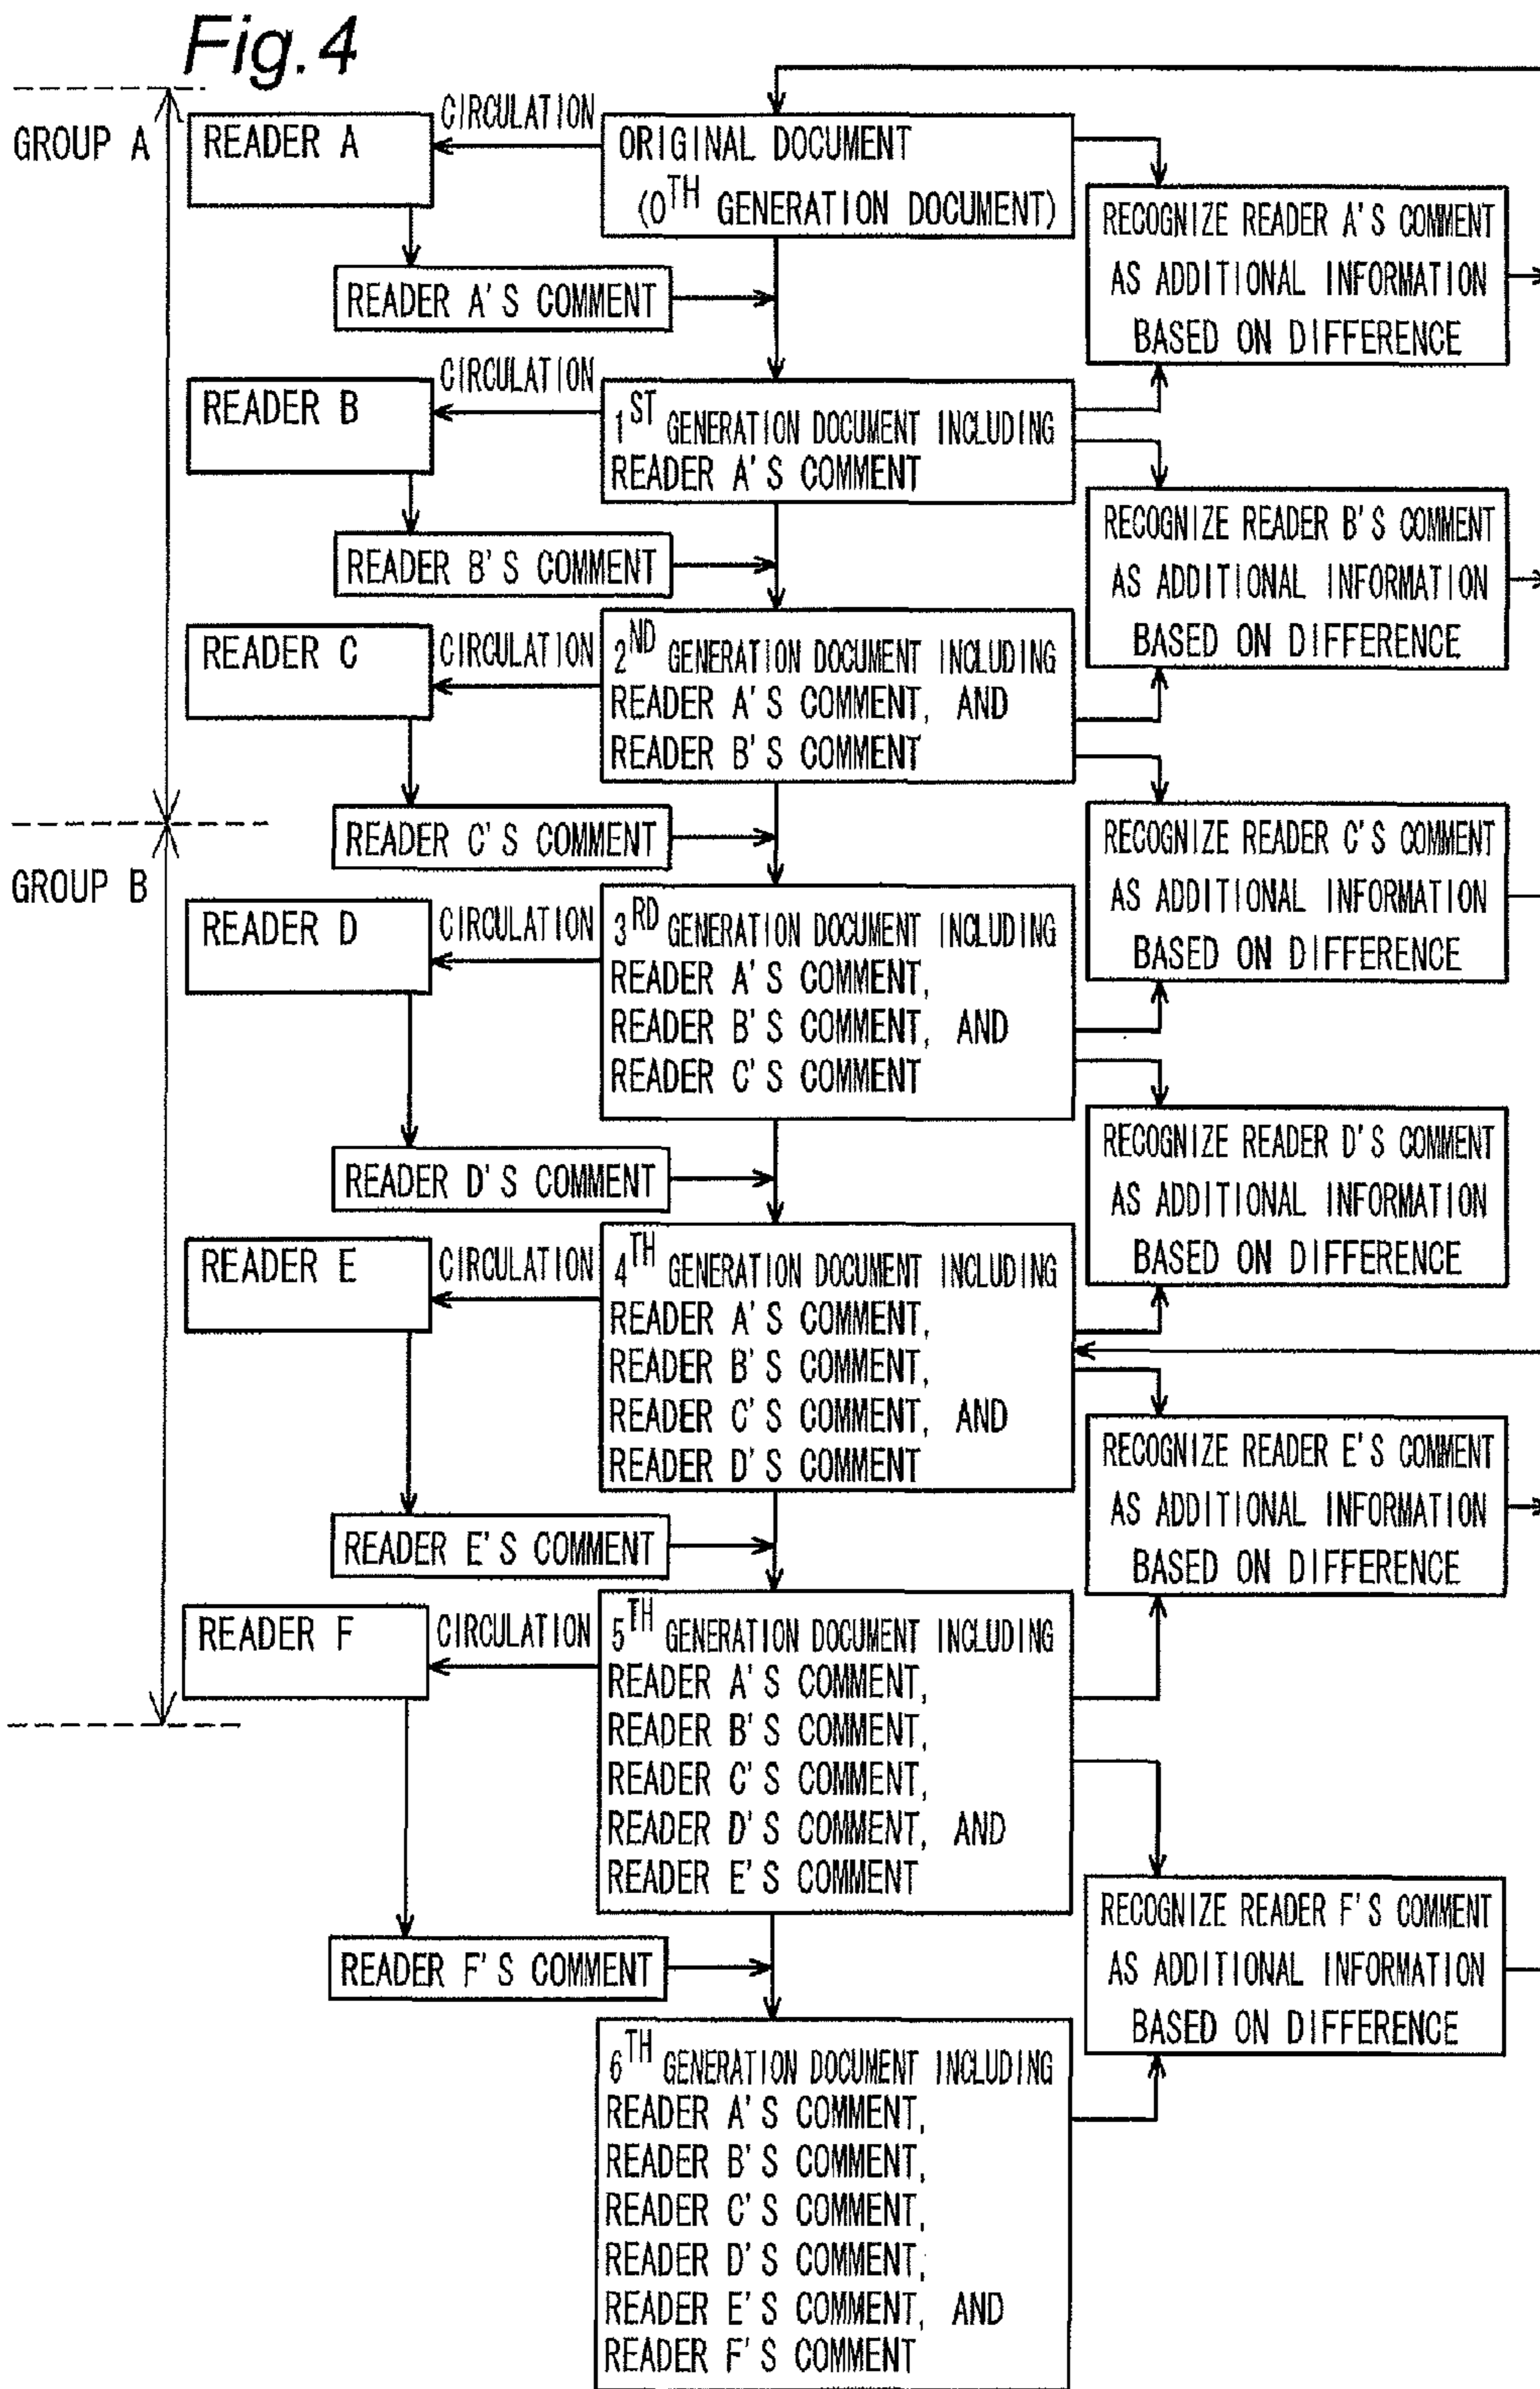 Fig.4
GROUP A
READER A
CIRCULATION
ORIGINAL DOCUMENT
(0TH GENERATION DOCUMENT)
RECOGNIZE READER A'S COMMENT
AS ADDITIONAL INFORMATION
BASED ON DIFFERENCE
READER A'S COMMENT
READER B
CIRCULATION
1ST GENERATION DOCUMENT INCLUDING
READER A'S COMMENT
RECOGNIZE READER B'S COMMENT
AS ADDITIONAL INFORMATION
BASED ON DIFFERENCE
READER B'S COMMENT
READER C
CIRCULATION
2ND GENERATION DOCUMENT INCLUDING
READER A'S COMMENT, AND
READER B'S COMMENT
RECOGNIZE READER C'S COMMENT
AS ADDITIONAL INFORMATION
BASED ON DIFFERENCE
READER C'S COMMENT
GROUP B
READER D
CIRCULATION
3RD GENERATION DOCUMENT INCLUDING
READER A'S COMMENT,
READER B'S COMMENT, AND
READER C'S COMMENT
RECOGNIZE READER D'S COMMENT
AS ADDITIONAL INFORMATION
BASED ON DIFFERENCE
READER D'S COMMENT
READER E
CIRCULATION
4TH GENERATION DOCUMENT INCLUDING
READER A'S COMMENT,
READER B'S COMMENT,
READER C'S COMMENT, AND
READER D'S COMMENT
RECOGNIZE READER E'S COMMENT
AS ADDITIONAL INFORMATION
BASED ON DIFFERENCE
READER E'S COMMENT
READER F
CIRCULATION
5TH GENERATION DOCUMENT INCLUDING
READER A'S COMMENT,
READER B'S COMMENT,
READER C'S COMMENT,
READER D'S COMMENT, AND
READER E'S COMMENT
RECOGNIZE READER F'S COMMENT
AS ADDITIONAL INFORMATION
BASED ON DIFFERENCE
READER F'S COMMENT
6TH GENERATION DOCUMENT INCLUDING
READER A'S COMMENT,
READER B'S COMMENT,
READER C'S COMMENT,
READER D'S COMMENT,
READER E'S COMMENT, AND
READER F'S COMMENT